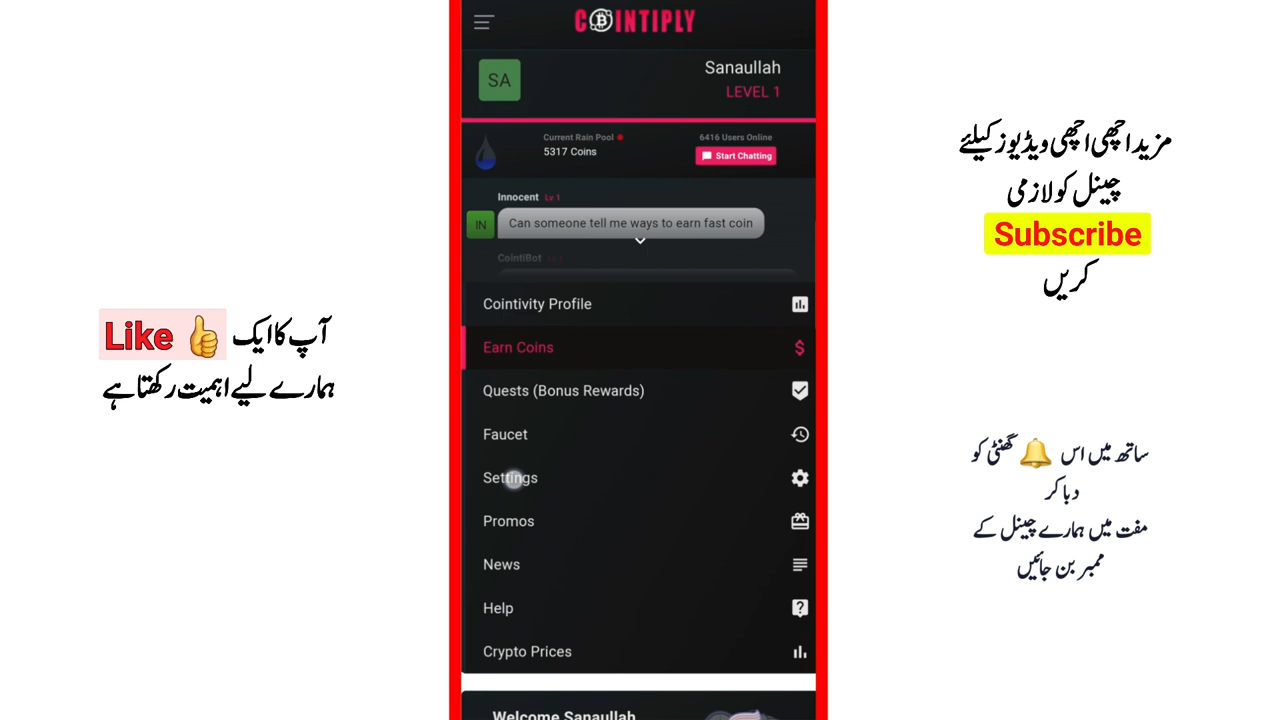 COINTIPLY
SA
Sanaullah
LEVEL 1
Current Rain Pool
5317 Coins
6416 Users Online
Start Chatting
Innocent Lv 1
IN
Can someone tell me ways to earn fast coin
CointiBot Lv 1
Cointivity Profile
Earn Coins
Quests (Bonus Rewards)
Faucet
Settings
Promos
News
Help
Crypto Prices
Welcome Sanaullah
آپ کا ایک 👍 Like
ہمارے لیے اہمیت رکھتا ہے
مزید اچھی اچھی ویڈیوز کیلئے
چینل کو لازمی
Subscribe
کریں
ساتھ میں اس 🔔 گھنٹی کو
دبا کر
مفت میں ہمارے چینل کے
ممبر بن جائیں